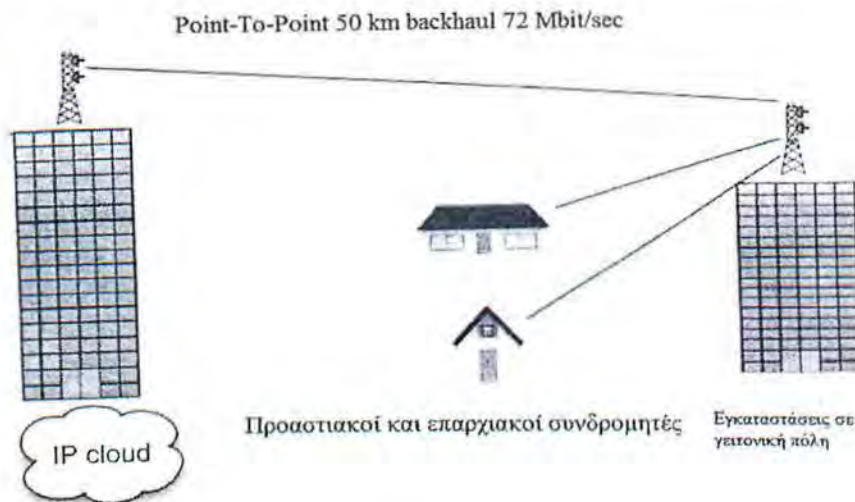 Point-To-Point 50 km backhaul 72 Mbit/sec
IP cloud
Προαστιακοί και επαρχιακοί συνδρομητές
Εγκαταστάσεις σε
γειτονική πόλη